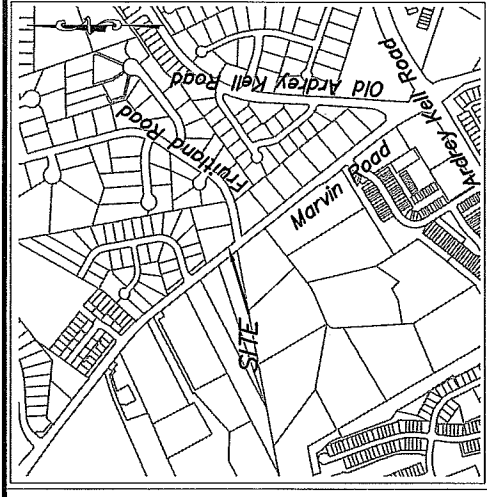 Old Ardrey Kell Road
Ardrey Kell Road
Fruitland Road
Marvin Road
SITE